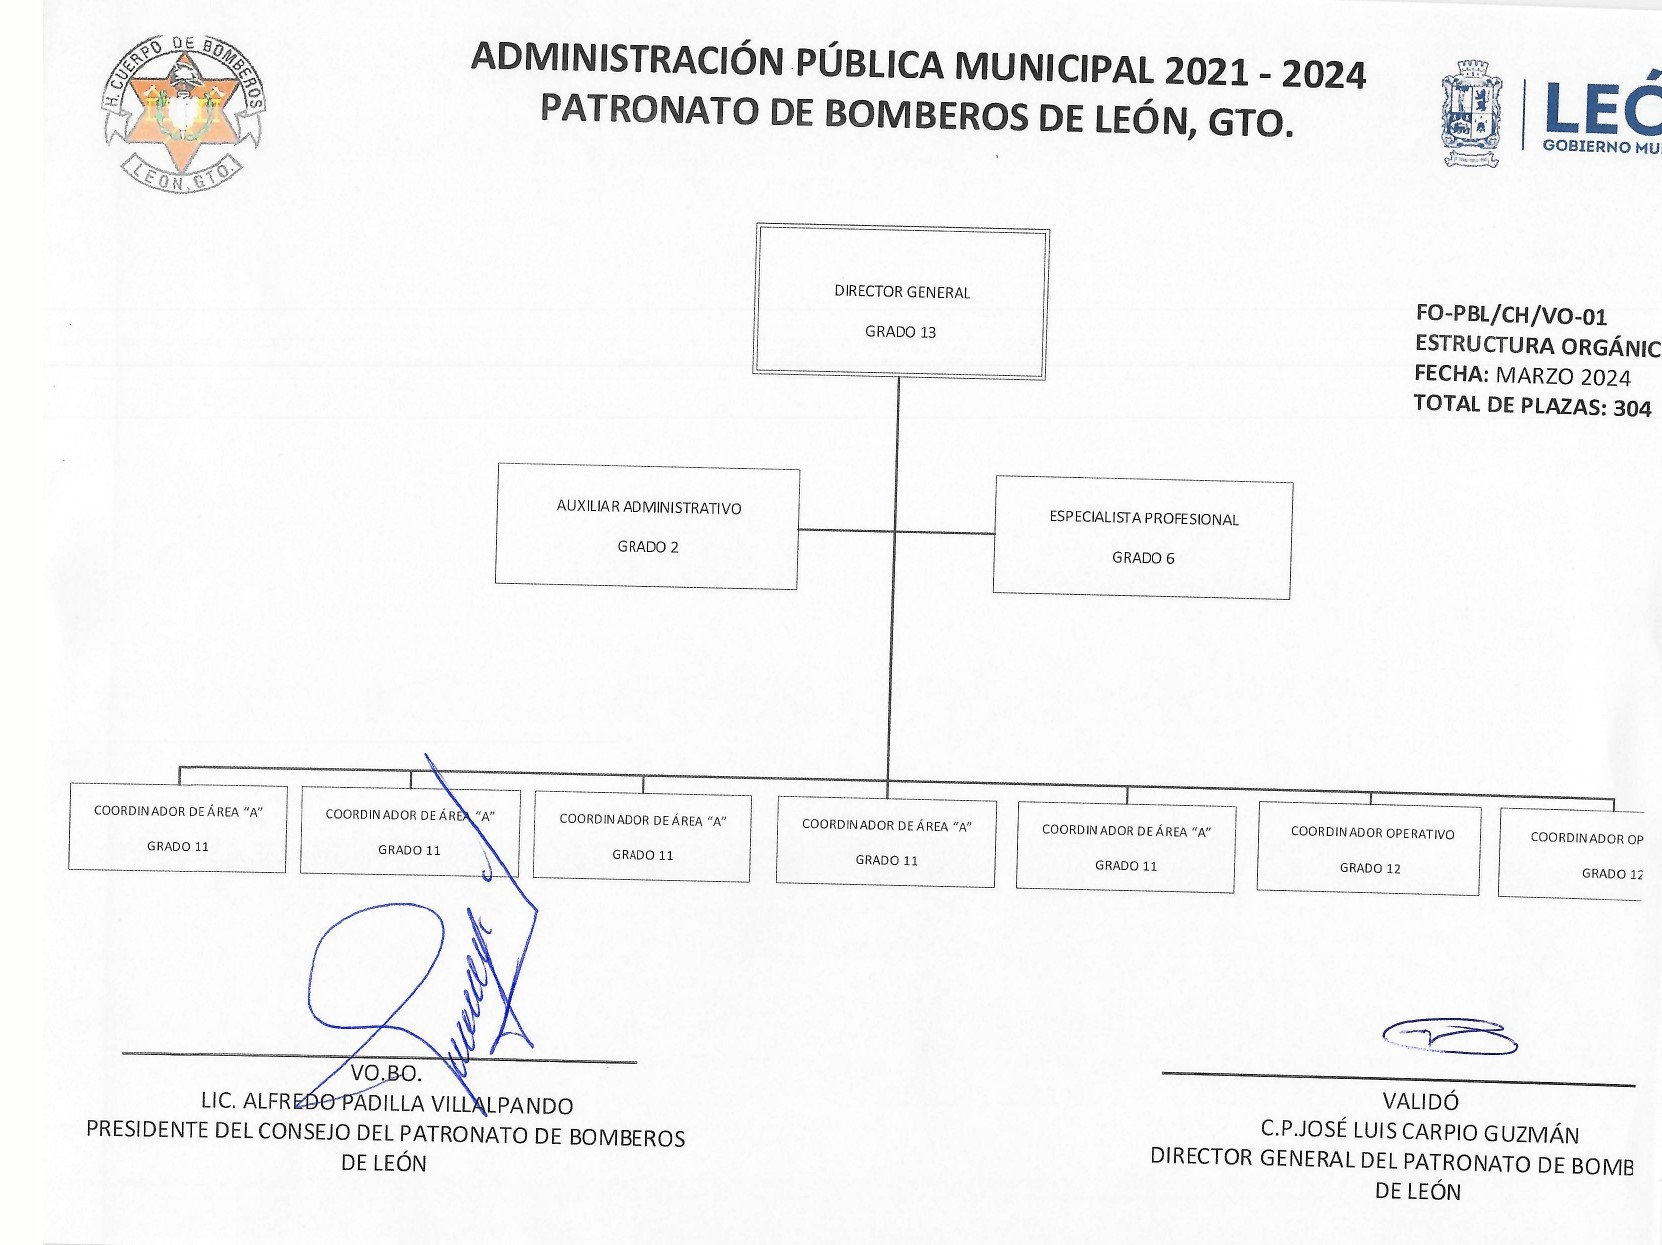 H. CUERPO DE BOMBEROS
LEON, GTO.
ADMINISTRACIÓN PÚBLICA MUNICIPAL 2021 - 2024
PATRONATO DE BOMBEROS DE LEÓN, GTO.
LEÓ
GOBIERNO MU
DIRECTOR GENERAL
GRADO 13
FO-PBL/CH/VO-01
ESTRUCTURA ORGÁNIC
FECHA: MARZO 2024
TOTAL DE PLAZAS: 304
AUXILIAR ADMINISTRATIVO
GRADO 2
ESPECIALISTA PROFESIONAL
GRADO 6
COORDINADOR DE ÁREA "A"
GRADO 11
COORDINADOR DE ÁREA "A"
GRADO 11
COORDINADOR DE ÁREA "A"
GRADO 11
COORDINADOR DE ÁREA "A"
GRADO 11
COORDINADOR DE ÁREA "A"
GRADO 11
COORDINADOR OPERATIVO
GRADO 12
COORDINADOR OP
GRADO 12
VO.BO.
LIC. ALFREDO PADILLA VILLALPANDO
PRESIDENTE DEL CONSEJO DEL PATRONATO DE BOMBEROS
DE LEÓN
VALIDÓ
C.P.JOSÉ LUIS CARPIO GUZMÁN
DIRECTOR GENERAL DEL PATRONATO DE BOMB
DE LEÓN